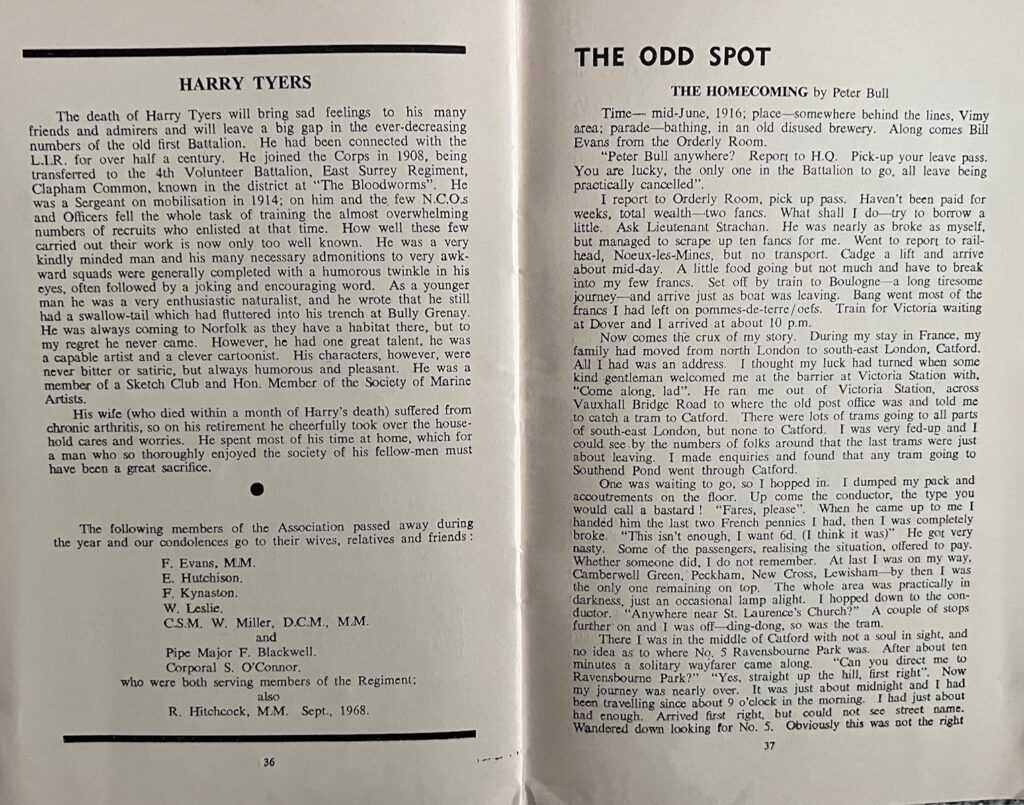 HARRY TYERS
The death of Harry Tyers will bring sad feelings to his many
friends and admirers and will leave a big gap in the ever-decreasing
numbers of the old first Battalion. He had been connected with the
L.I.R. for over half a century. He joined the Corps in 1908, being
transferred to the 4th Volunteer Battalion, East Surrey Regiment,
Clapham Common, known in the district at "The Bloodworms". He
was a Sergeant on mobilisation in 1914; on him and the few N.C.O.s
and Officers fell the whole task of training the almost overwhelming
numbers of recruits who enlisted at that time. How well these few
carried out their work is now only too well known. He was a very
kindly minded man and his many necessary admonitions to very awk-
ward squads were generally completed with a humorous twinkle in his
eyes, often followed by a joking and encouraging word. As a younger
man he was a very enthusiastic naturalist, and he wrote that he still
had a swallow-tail which had fluttered into his trench at Bully Grenay.
He was always coming to Norfolk as they have a habitat there, but to
my regret he never came. However, he had one great talent, he was
a capable artist and a clever cartoonist. His characters, however, were
never bitter or satiric, but always humorous and pleasant. He was a
member of a Sketch Club and Hon. Member of the Society of Marine
Artists.
His wife (who died within a month of Harry's death) suffered from
chronic arthritis, so on his retirement he cheerfully took over the house-
hold cares and worries. He spent most of his time at home, which for
a man who so thoroughly enjoyed the society of his fellow-men must
have been a great sacrifice.
The following members of the Association passed away during
the year and our condolences go to their wives, relatives and friends :
F. Evans, M.M.
E. Hutchison.
F. Kynaston.
W. Leslie.
C.S.M. W. Miller, D.C.M., M.M.
and
Pipe Major F. Blackwell.
Corporal S. O'Connor,
who were both serving members of the Regiment;
also
R. Hitchcock, M.M. Sept., 1968.
36
THE ODD SPOT
THE HOMECOMING by Peter Bull
Time— mid-June, 1916; place—somewhere behind the lines, Vimy
area; parade—bathing, in an old disused brewery. Along comes Bill
Evans from the Orderly Room.
"Peter Bull anywhere? Report to H.Q. Pick-up your leave pass.
You are lucky, the only one in the Battalion to go, all leave being
practically cancelled".
I report to Orderly Room, pick up pass. Haven't been paid for
weeks, total wealth—two fancs. What shall I do—try to borrow a
little. Ask Lieutenant Strachan. He was nearly as broke as myself,
but managed to scrape up ten fancs for me. Went to report to rail-
head, Noeux-les-Mines, but no transport. Cadge a lift and arrive
about mid-day. A little food going but not much and have to break
into my few francs. Set off by train to Boulogne—a long tiresome
journey—and arrive just as boat was leaving. Bang went most of the
francs I had left on pommes-de-terre/oefs. Train for Victoria waiting
at Dover and I arrived at about 10 p.m.
Now comes the crux of my story. During my stay in France, my
family had moved from north London to south-east London, Catford.
All I had was an address. I thought my luck had turned when some
kind gentleman welcomed me at the barrier at Victoria Station with,
"Come along, lad". He ran me out of Victoria Station, across
Vauxhall Bridge Road to where the old post office was and told me
to catch a tram to Catford. There were lots of trams going to all parts
of south-east London, but none to Catford. I was very fed-up and I
could see by the numbers of folks around that the last trams were just
about leaving. I made enquiries and found that any tram going to
Southend Pond went through Catford.
One was waiting to go, so I hopped in. I dumped my pack and
accoutrements on the floor. Up come the conductor, the type you
would call a bastard ! "Fares, please". When he came up to me I
handed him the last two French pennies I had, then I was completely
broke. "This isn't enough, I want 6d. (I think it was)" He got very
nasty. Some of the passengers, realising the situation, offered to pay.
Whether someone did, I do not remember. At last I was on my way,
Camberwell Green, Peckham, New Cross, Lewisham—by then I was
the only one remaining on top. The whole area was practically in
darkness, just an occasional lamp alight. I hopped down to the con-
ductor. "Anywhere near St. Laurence's Church?" A couple of stops
further on and I was off—ding-dong, so was the tram.
There I was in the middle of Catford with not a soul in sight, and
no idea as to where No. 5 Ravensbourne Park was. After about ten
minutes a solitary wayfarer came along. "Can you direct me to
Ravensbourne Park?" "Yes, straight up the hill, first right". Now
my journey was nearly over. It was just about midnight and I had
been travelling since about 9 o'clock in the morning. I had just about
had enough. Arrived first right, but could not see street name.
Wandered down looking for No. 5. Obviously this was not the right
37